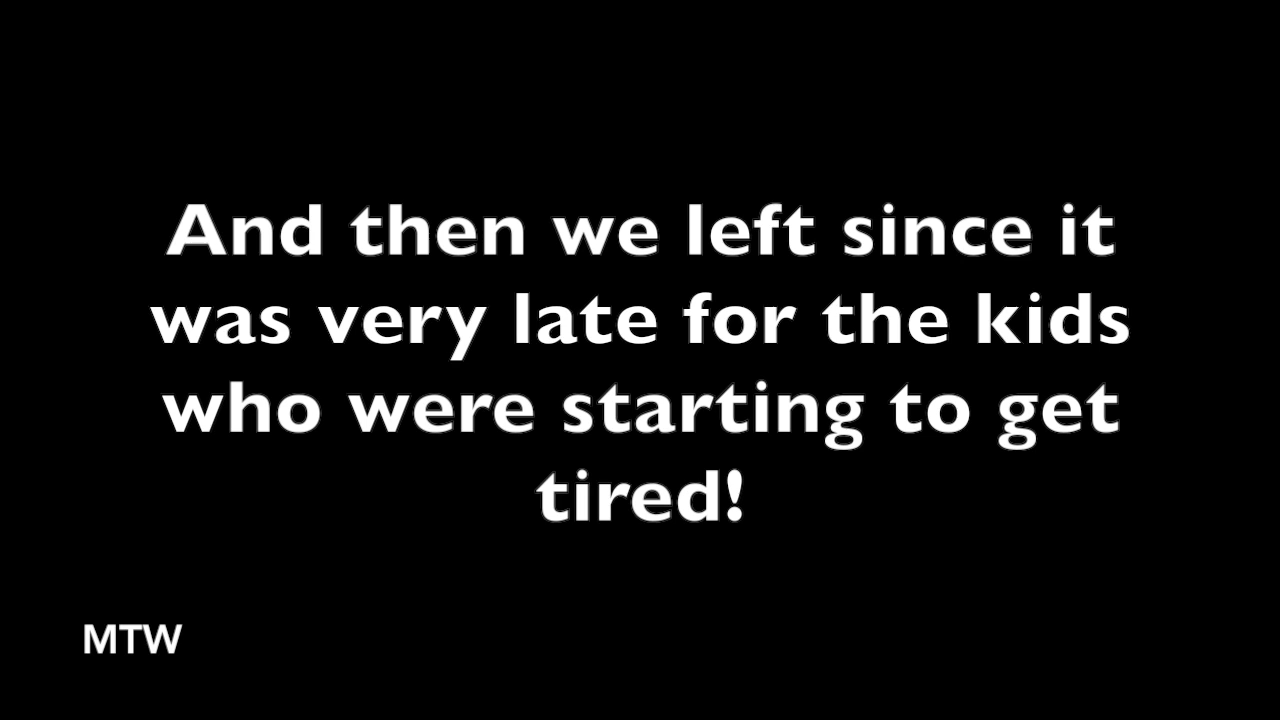 And then we left since it
was very late for the kids
who were starting to get
tired!
MTW